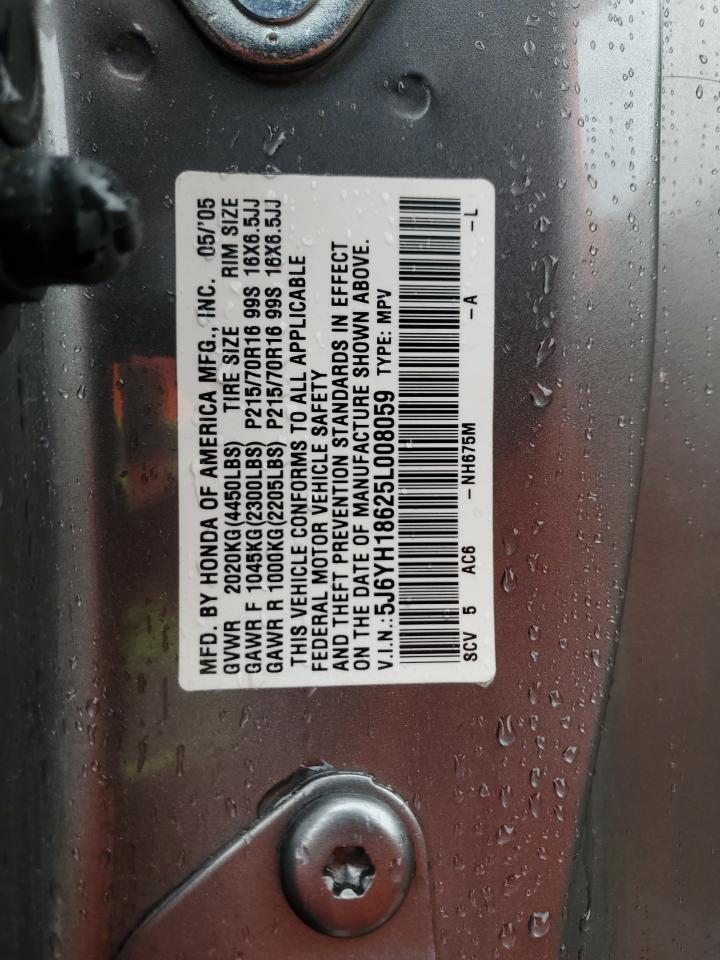 MFD. BY HONDA OF AMERICA MFG., INC. 05/'05
GVWR 2020KG(4450LBS) TIRE SIZE RIM SIZE
GAWR F 1045KG(2300LBS) P215/70R16 99S 16X6.5JJ
GAWR R 1000KG(2205LBS) P215/70R16 99S 16X6.5JJ
THIS VEHICLE CONFORMS TO ALL APPLICABLE
FEDERAL MOTOR VEHICLE SAFETY
AND THEFT PREVENTION STANDARDS IN EFFECT
ON THE DATE OF MANUFACTURE SHOWN ABOVE.
V.I.N.:5J6YH18625L008059 TYPE: MPV
SCV 5 AC6 -NH675M -A -L